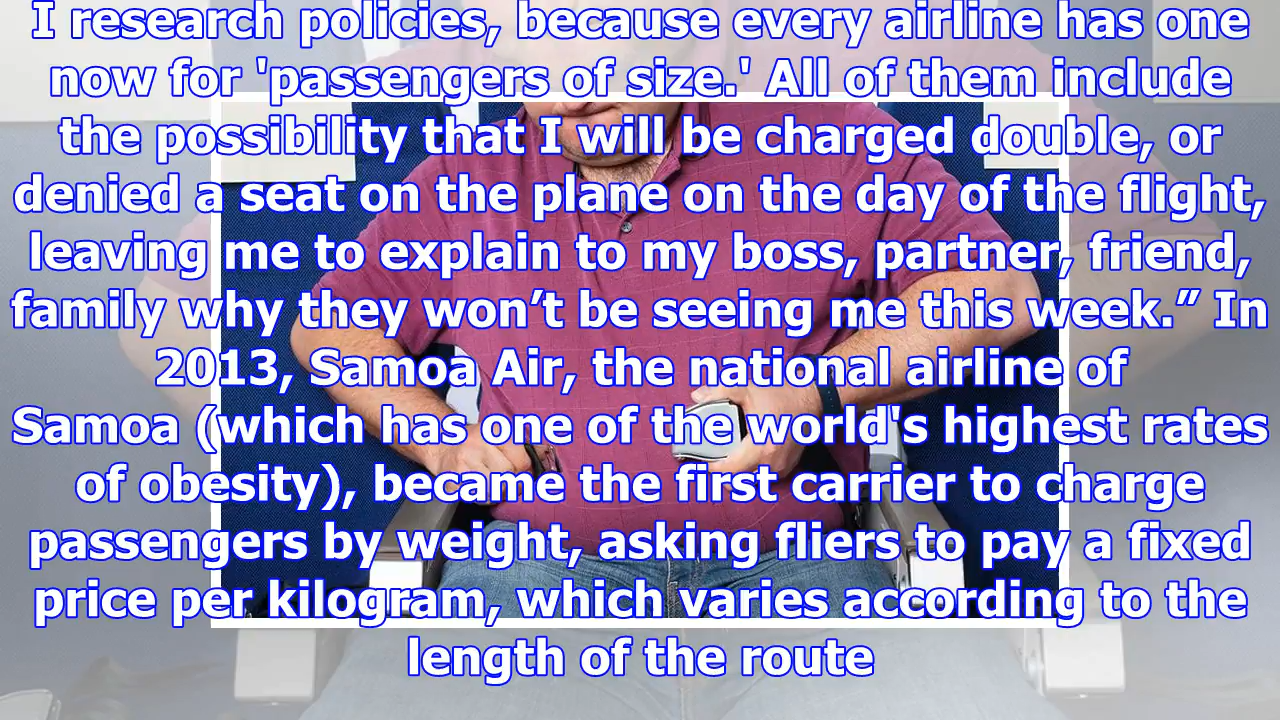 I research policies, because every airline has one
now for 'passengers of size.' All of them include
the possibility that I will be charged double, or
denied a seat on the plane on the day of the flight,
leaving me to explain to my boss, partner, friend,
family why they won’t be seeing me this week.” In
2013, Samoa Air, the national airline of
Samoa (which has one of the world's highest rates
of obesity), became the first carrier to charge
passengers by weight, asking fliers to pay a fixed
price per kilogram, which varies according to the
length of the route